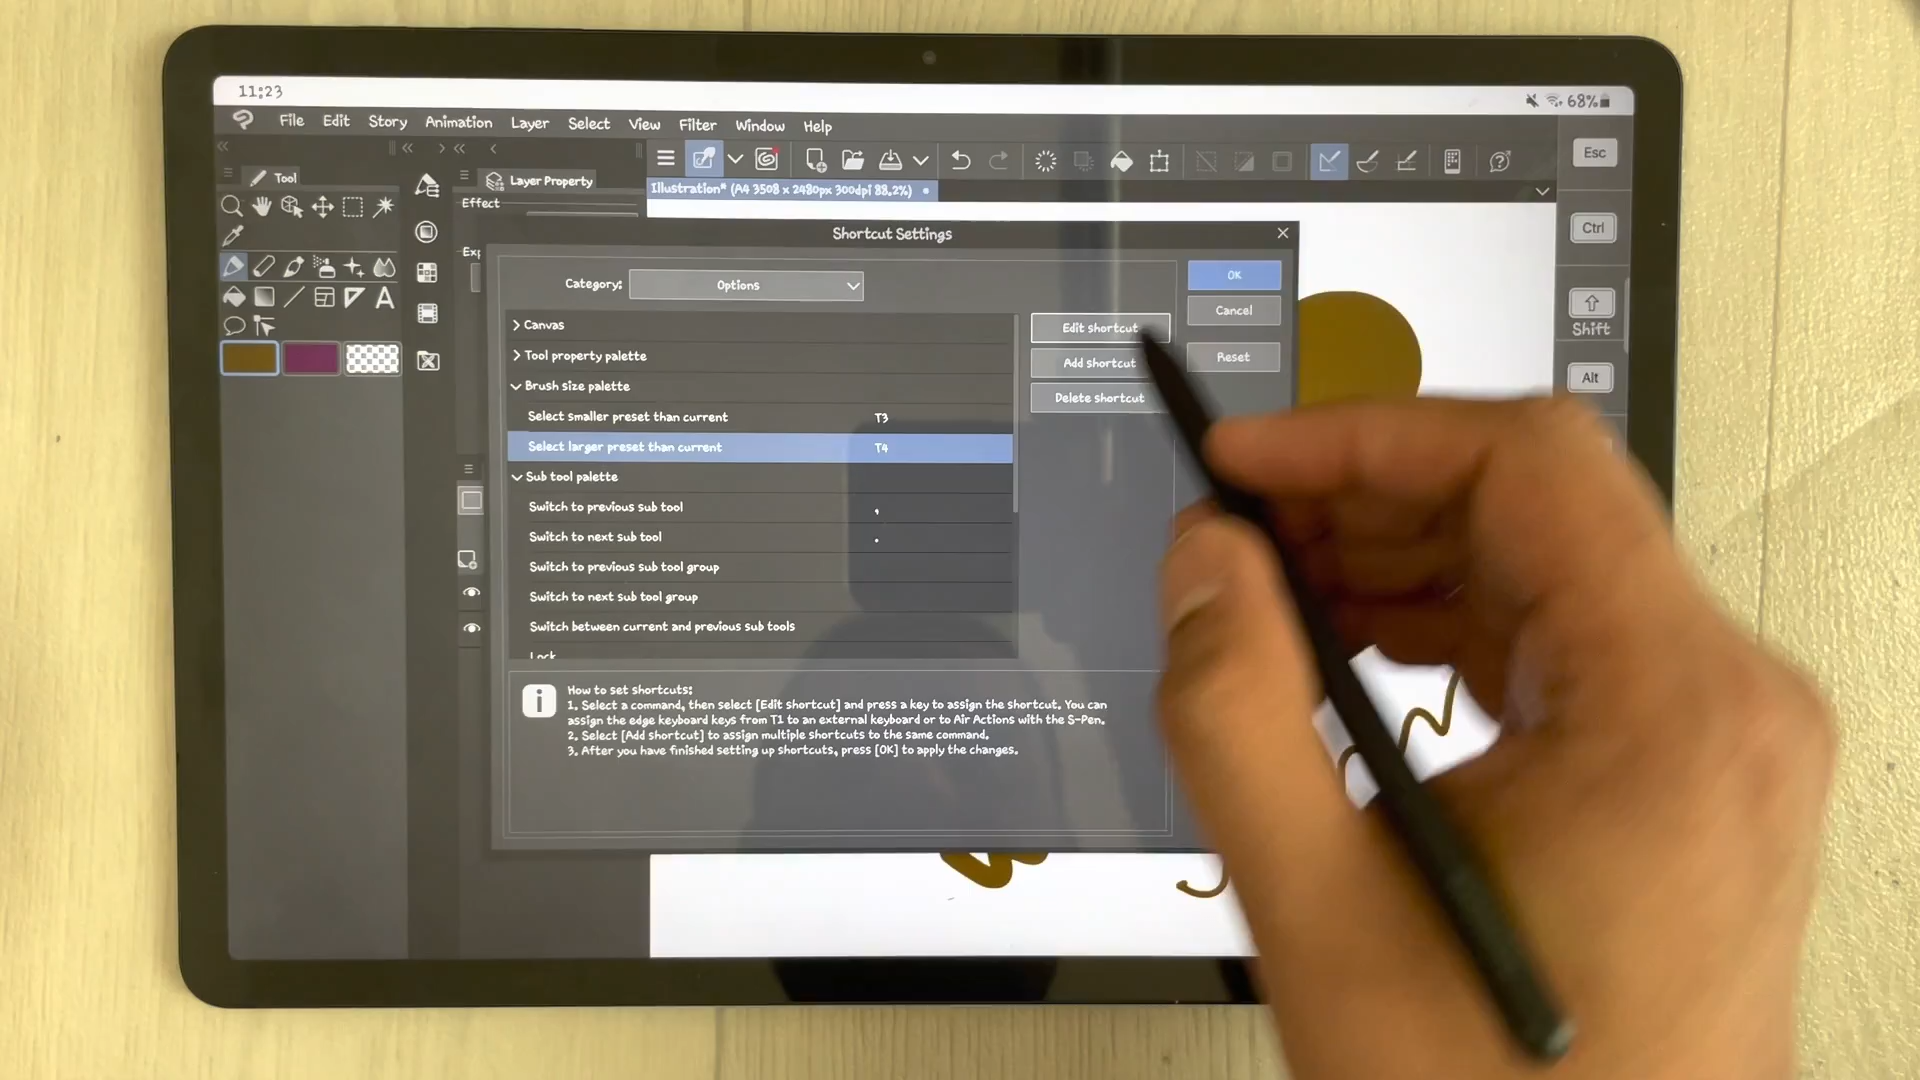 11:23
68%
File Edit Story Animation Layer Select View Filter Window Help
Esc
Tool
Layer Property
Illustration* (A4 3508 x 2480px 300dpi 88.2%)
Effect
Ctrl
Shortcut Settings
Category:
Options
OK
Cancel
Reset
Canvas
Tool property palette
Brush size palette
Select smaller preset than current T3
Select larger preset than current T4
Sub tool palette
Switch to previous sub tool ,
Switch to next sub tool .
Switch to previous sub tool group
Switch to next sub tool group
Switch between current and previous sub tools
Lock
Edit shortcut
Add shortcut
Delete shortcut
Shift
Alt
A
How to set shortcuts:
1. Select a command, then select [Edit shortcut] and press a key to assign the shortcut. You can
assign the edge keyboard keys from T1 to an external keyboard or to Air Actions with the S-Pen.
2. Select [Add shortcut] to assign multiple shortcuts to the same command.
3. After you have finished setting up shortcuts, press [OK] to apply the changes.